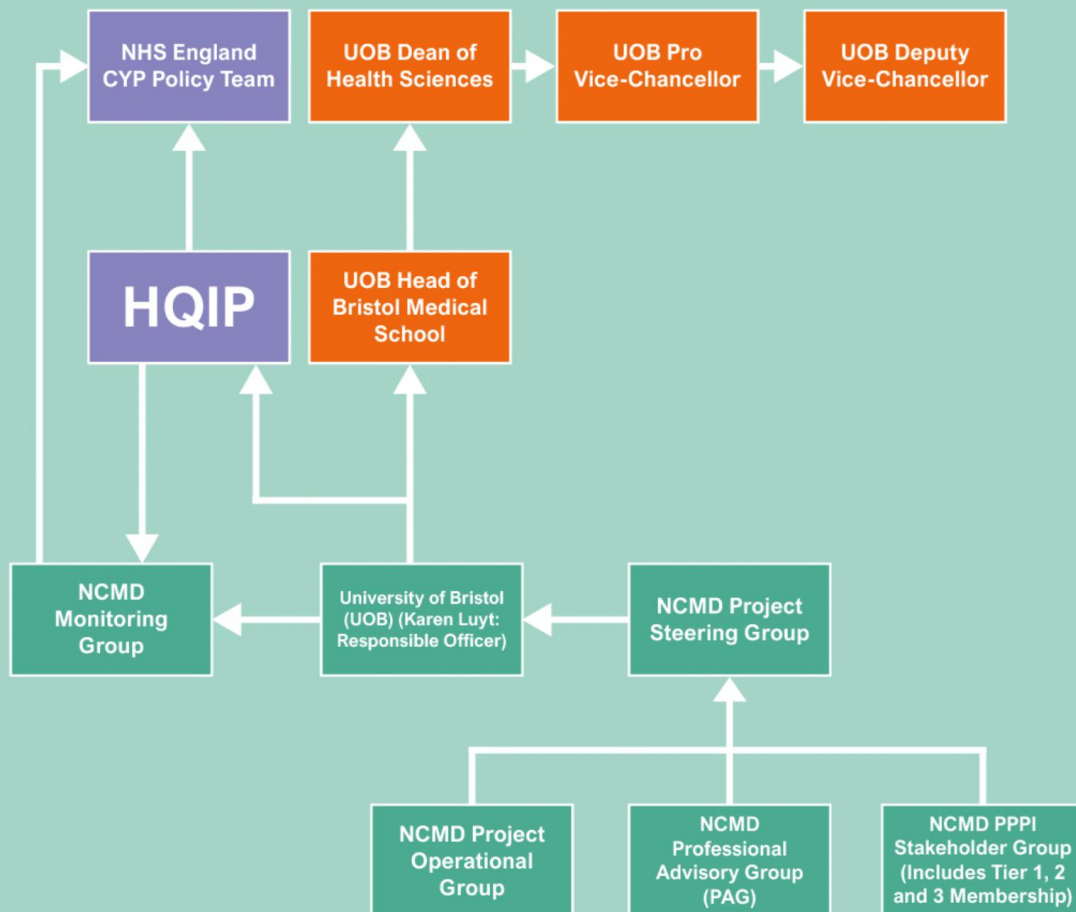 NHS England
CYP Policy Team
UOB Dean of
Health Sciences
UOB Pro
Vice-Chancellor
UOB Deputy
Vice-Chancellor
HQIP
UOB Head of
Bristol Medical
School
NCMD
Monitoring
Group
University of Bristol
(UOB) (Karen Luyt:
Responsible Officer)
NCMD Project
Steering Group
NCMD Project
Operational
Group
NCMD
Professional
Advisory Group
(PAG)
NCMD PPPI
Stakeholder Group
(Includes Tier 1, 2
and 3 Membership)